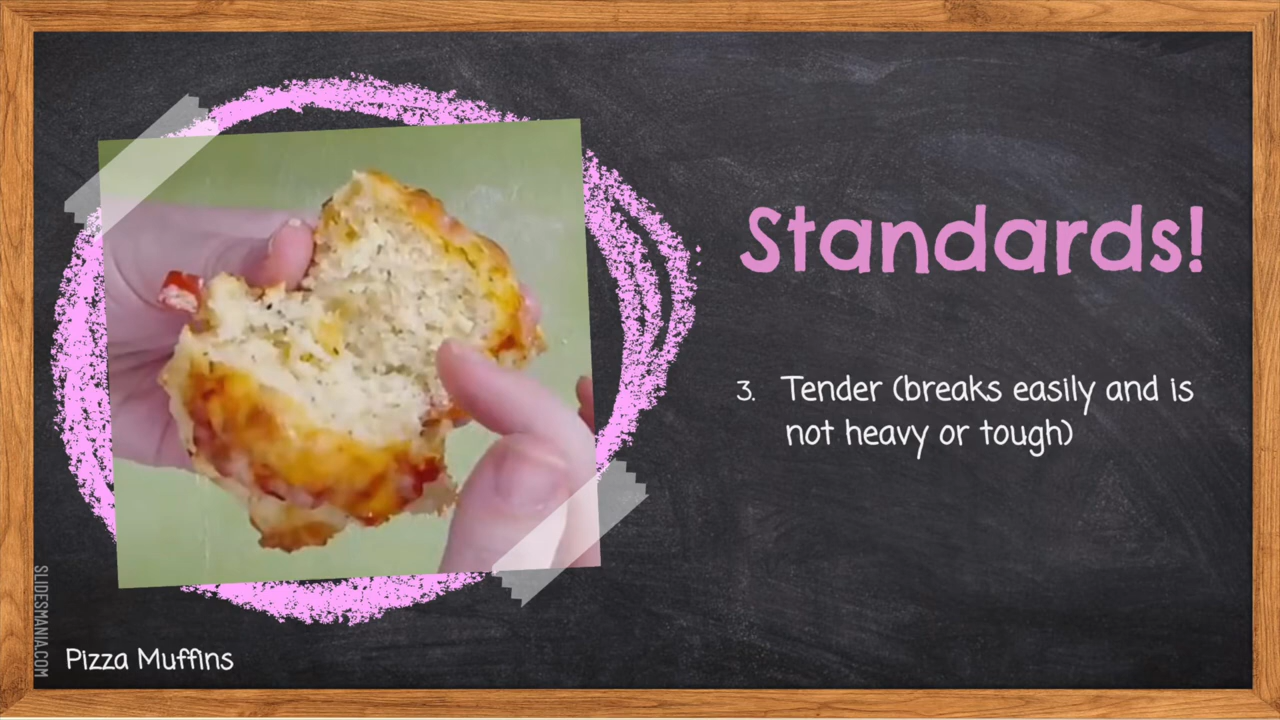 Standards!
3. Tender (breaks easily and is
not heavy or tough)
SLIDESMANIA.COM
Pizza Muffins